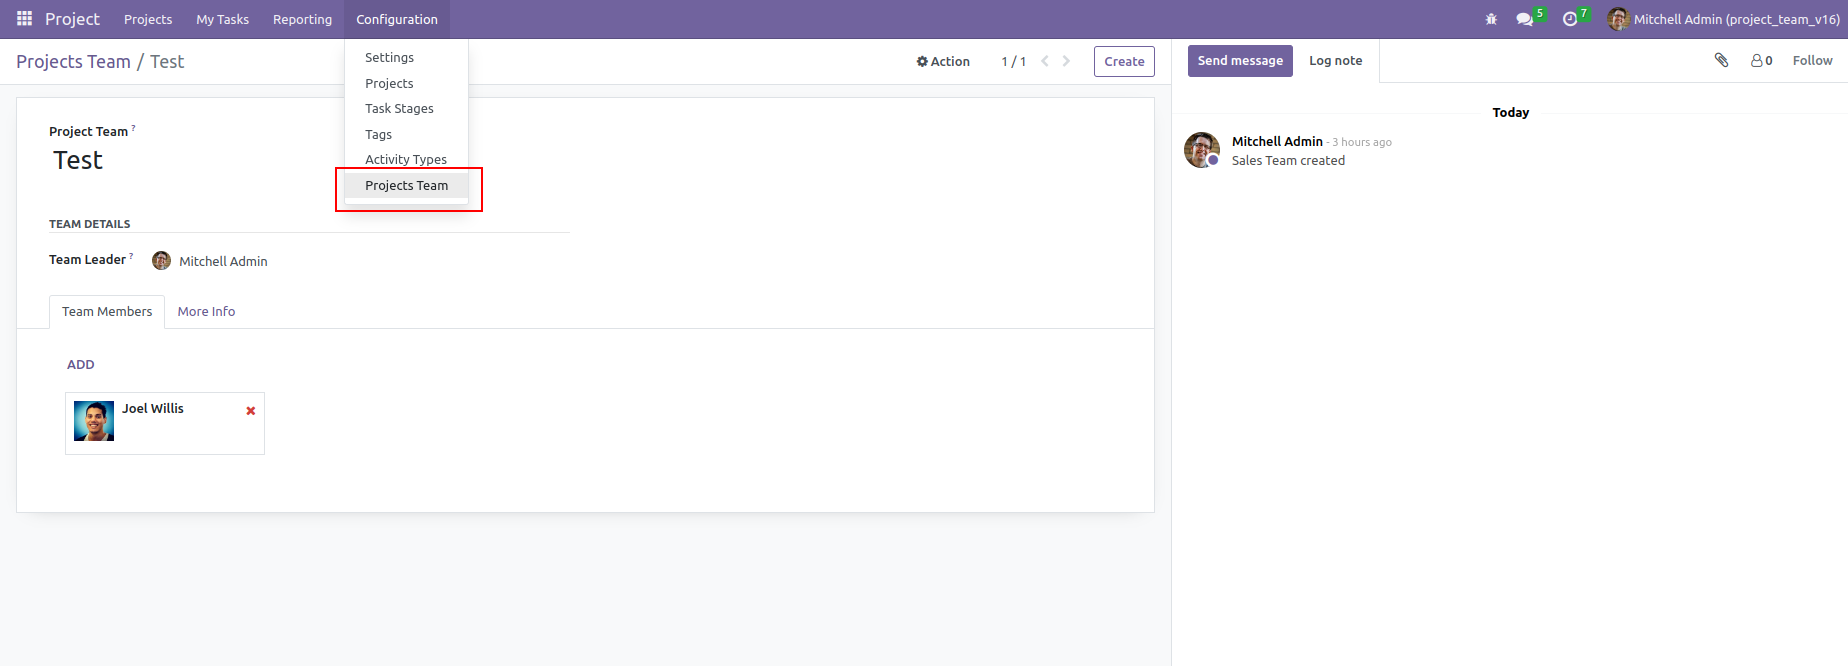 Project Projects My Tasks Reporting Configuration 5 7 Mitchell Admin (project_team_v16)
Projects Team / Test Action 1 / 1 Create
Settings
Projects
Task Stages
Tags
Activity Types
Projects Team
Project Team ?
Test
TEAM DETAILS
Team Leader ? Mitchell Admin
Team Members More Info
ADD
Joel Willis
Send message Log note 0 Follow
Today
Mitchell Admin - 3 hours ago
Sales Team created